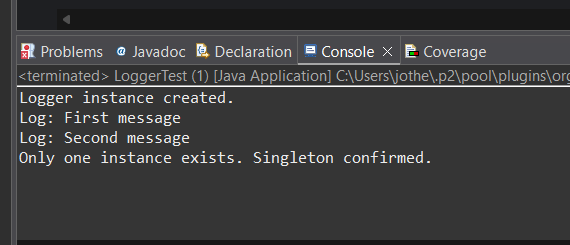 Problems Javadoc Declaration Console Coverage
<terminated> LoggerTest (1) [Java Application] C:\Users\jothe\.p2\pool\plugins\org
Logger instance created.
Log: First message
Log: Second message
Only one instance exists. Singleton confirmed.